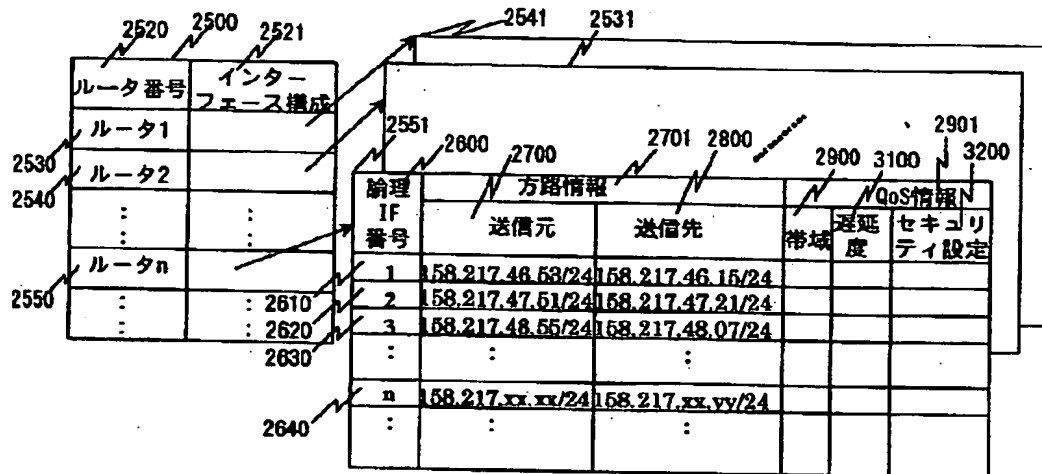 2520 2500 2521
2541 2531
ルータ番号 インター
フェース構成
ルータ1
2530
ルータ2
2540
: :
: :
ルータn
2550
: :
: :
2551 2600 2700 2701 2800 2901
2900 3100 3200
論理
IF
番号
方路情報 QoS情報
送信元 送信先 帯域 遅延
度 セキュリ
ティ設定
2610 1 158.217.46.53/24 158.217.46.15/24
2620 2 158.217.47.51/24 158.217.47.21/24
2630 3 158.217.48.55/24 158.217.48.07/24
: : :
2640 n 158.217.xx.xx/24 158.217.xx.yy/24
: : :